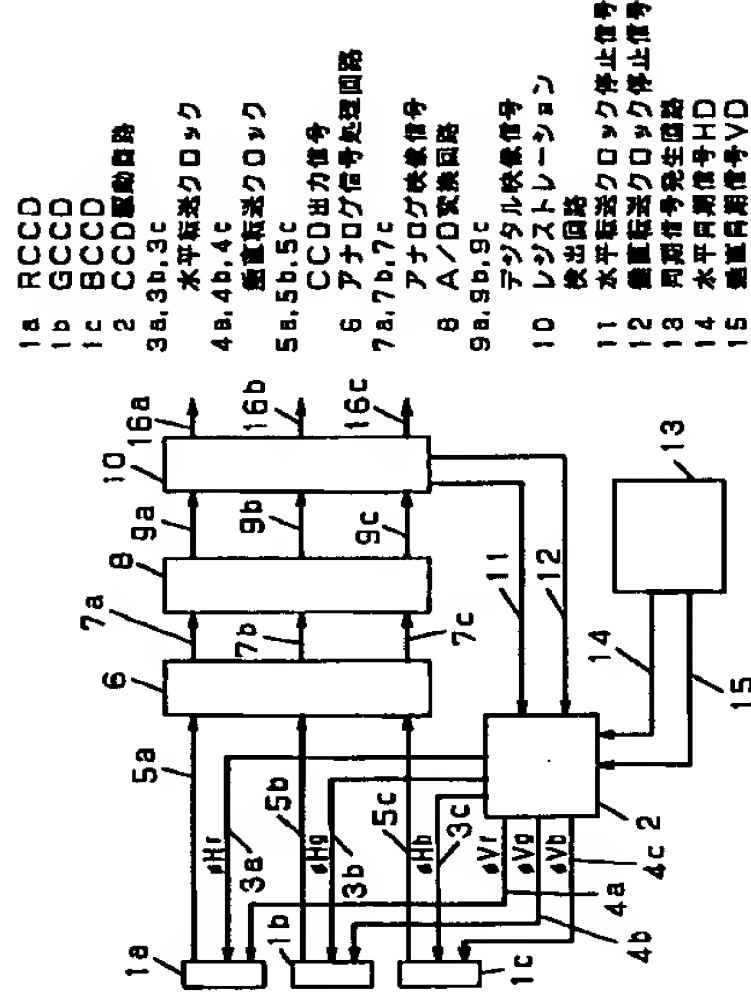 1a RCCD
1b GCCD
1c BCCD
2 CCD駆動回路
3a,3b,3c
水平転送クロック
4a,4b,4c
垂直転送クロック
5a,5b,5c
CCD出力信号
6 アナログ信号処理回路
7a,7b,7c
アナログ映像信号
8 A/D変換回路
9a,9b,9c
デジタル映像信号
10 レジストレーション
検出回路
11 水平転送クロック停止信号
12 垂直転送クロック停止信号
13 同期信号発生回路
14 水平同期信号HD
15 垂直同期信号VD
1a
5a
6
7a
8
9a
10
16a
øHr
3a
1b
5b
7b
9b
16b
øHg
3b
5c
7c
9c
16c
øHb
3c
1c
øVr
øVg
øVb
4a
4b
4c
2
11
12
13
14
15